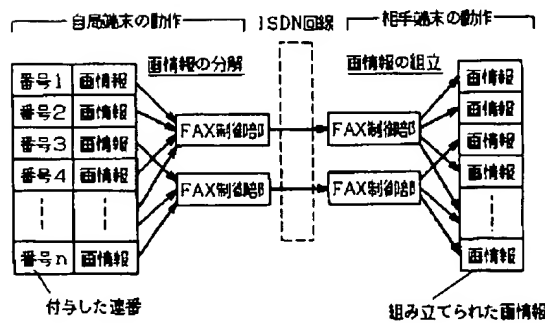 自局端末の動作 ISDN回線 相手端末の動作
画情報の分解 画情報の組立
番号1 画情報
番号2 画情報
番号3 画情報
番号4 画情報
番号n 画情報
FAX制御部 FAX制御部
FAX制御部 FAX制御部
画情報
画情報
画情報
画情報
画情報
付与した連番
組み立てられた画情報